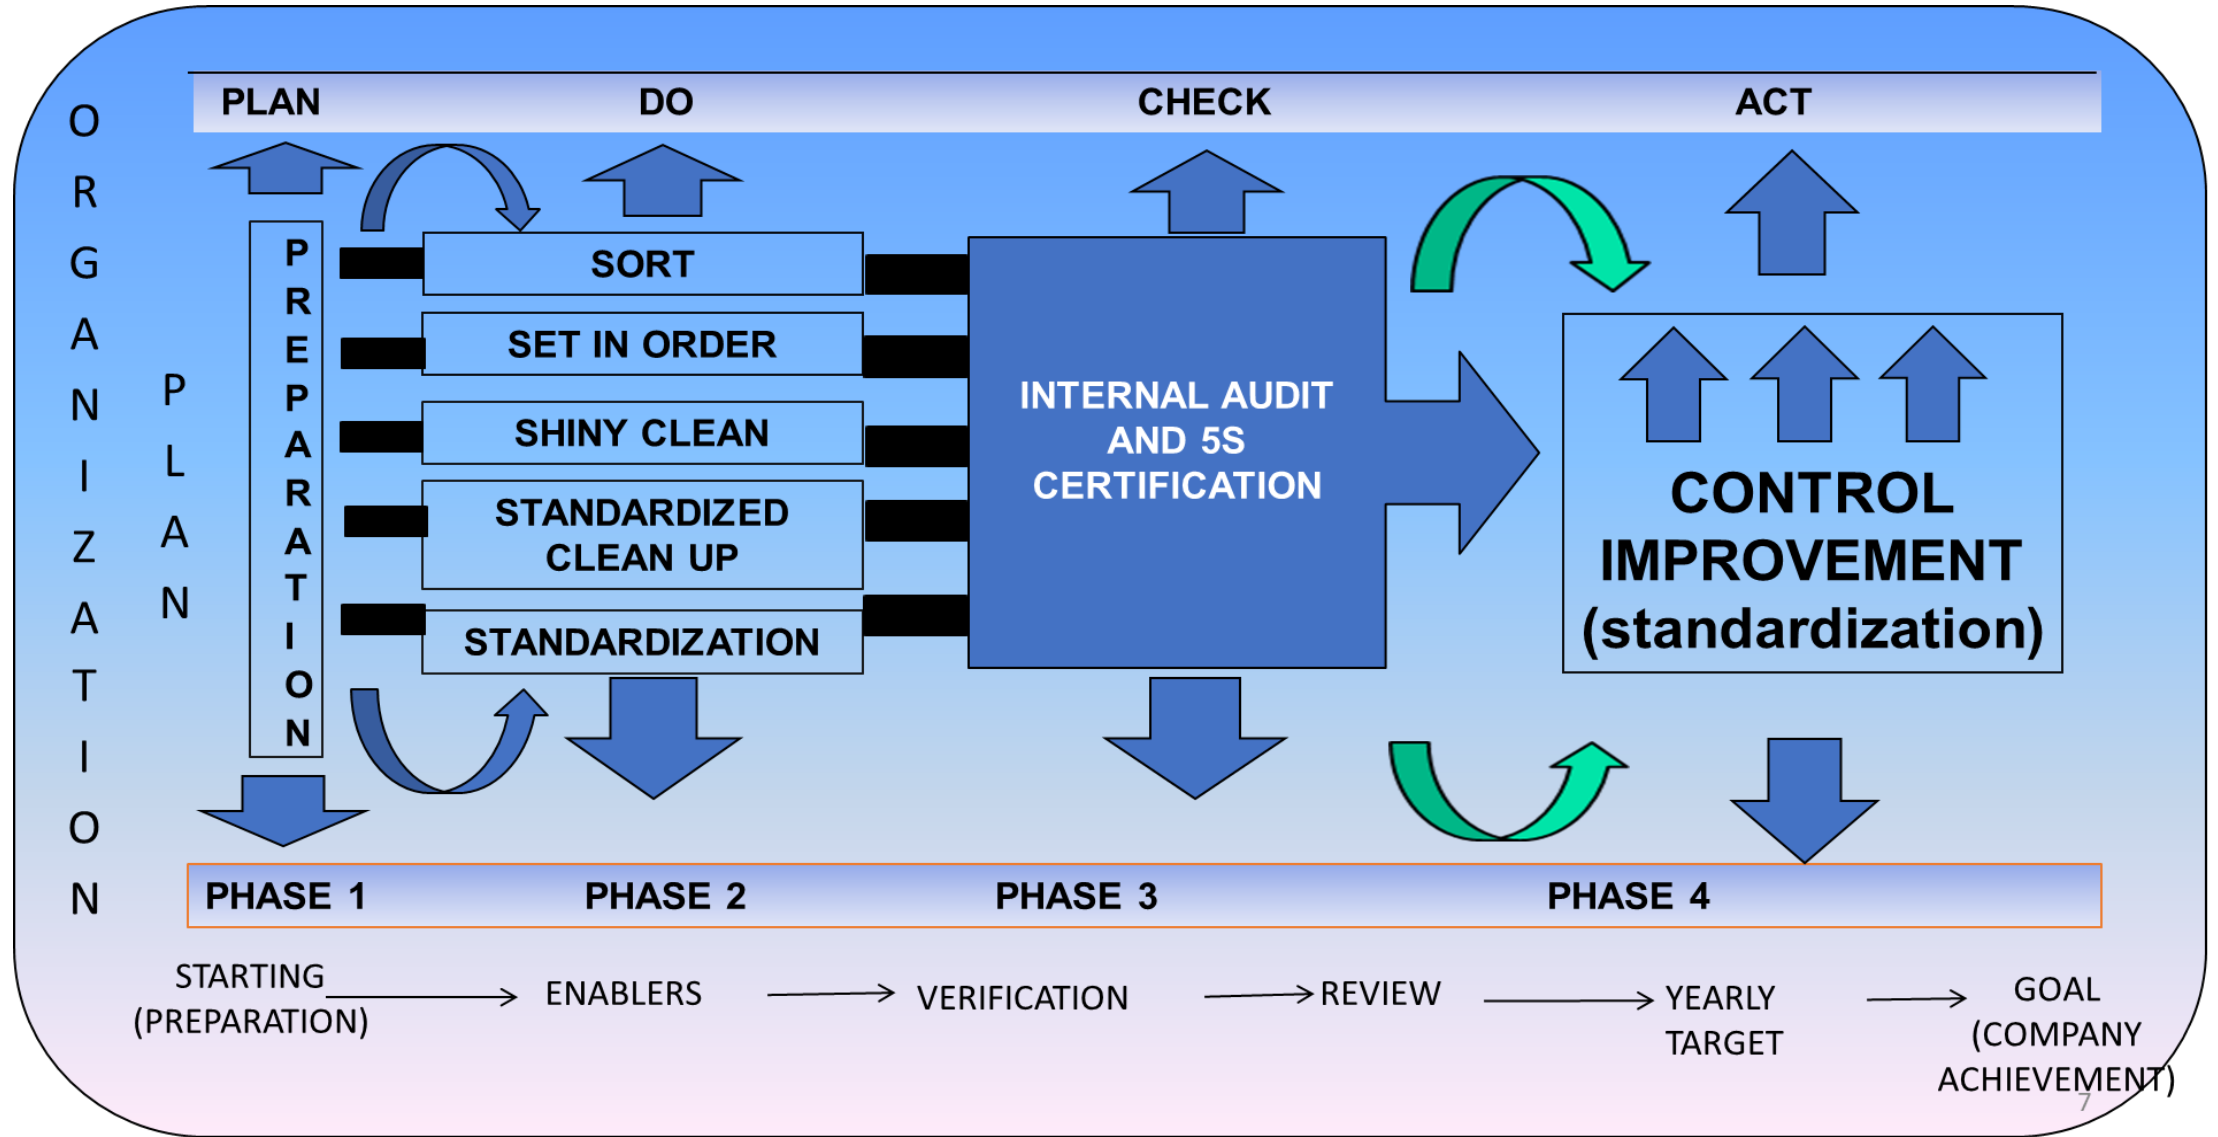 ORGANIZATION
PLAN
PLAN DO CHECK ACT
PREPARATION
SORT
SET IN ORDER
SHINY CLEAN
STANDARDIZED
CLEAN UP
STANDARDIZATION
INTERNAL AUDIT
AND 5S
CERTIFICATION
CONTROL
IMPROVEMENT
(standardization)
PHASE 1 PHASE 2 PHASE 3 PHASE 4
STARTING
(PREPARATION)
ENABLERS
VERIFICATION
REVIEW
YEARLY
TARGET
GOAL
(COMPANY
ACHIEVEMENT)
7